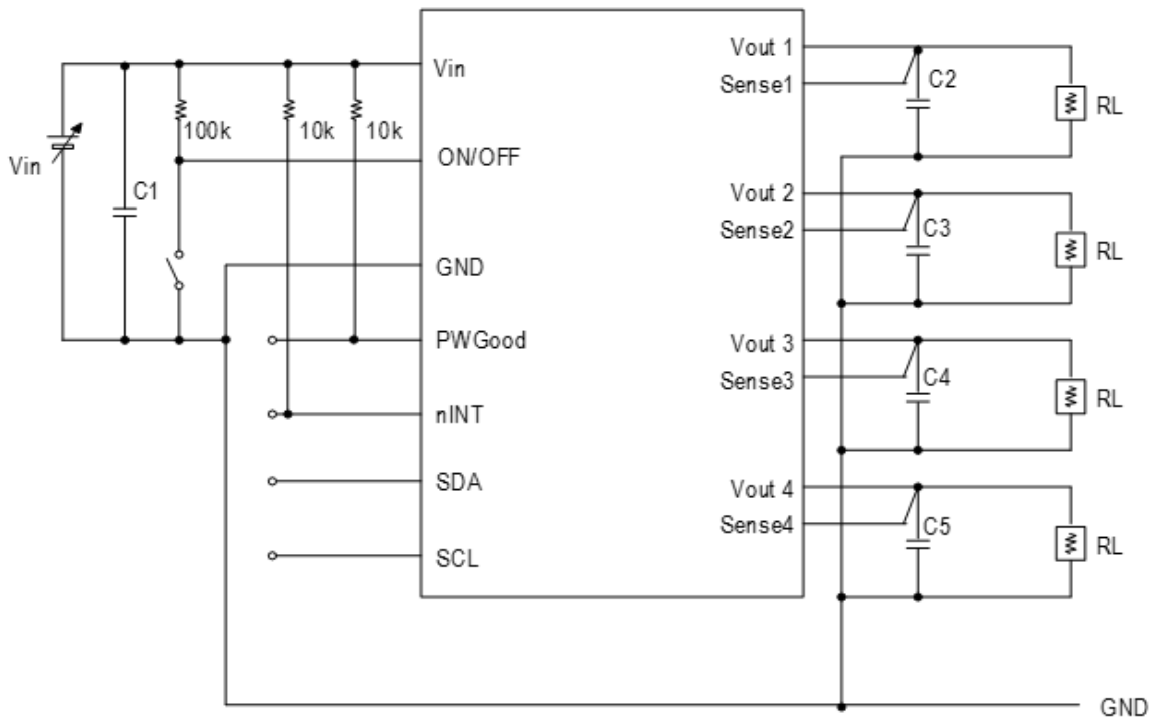 Vin
100k
10k
10k
ON/OFF
Vin
C1
GND
PWGood
nINT
SDA
SCL
Vout 1
Sense1
C2
RL
Vout 2
Sense2
C3
RL
Vout 3
Sense3
C4
RL
Vout 4
Sense4
C5
RL
GND